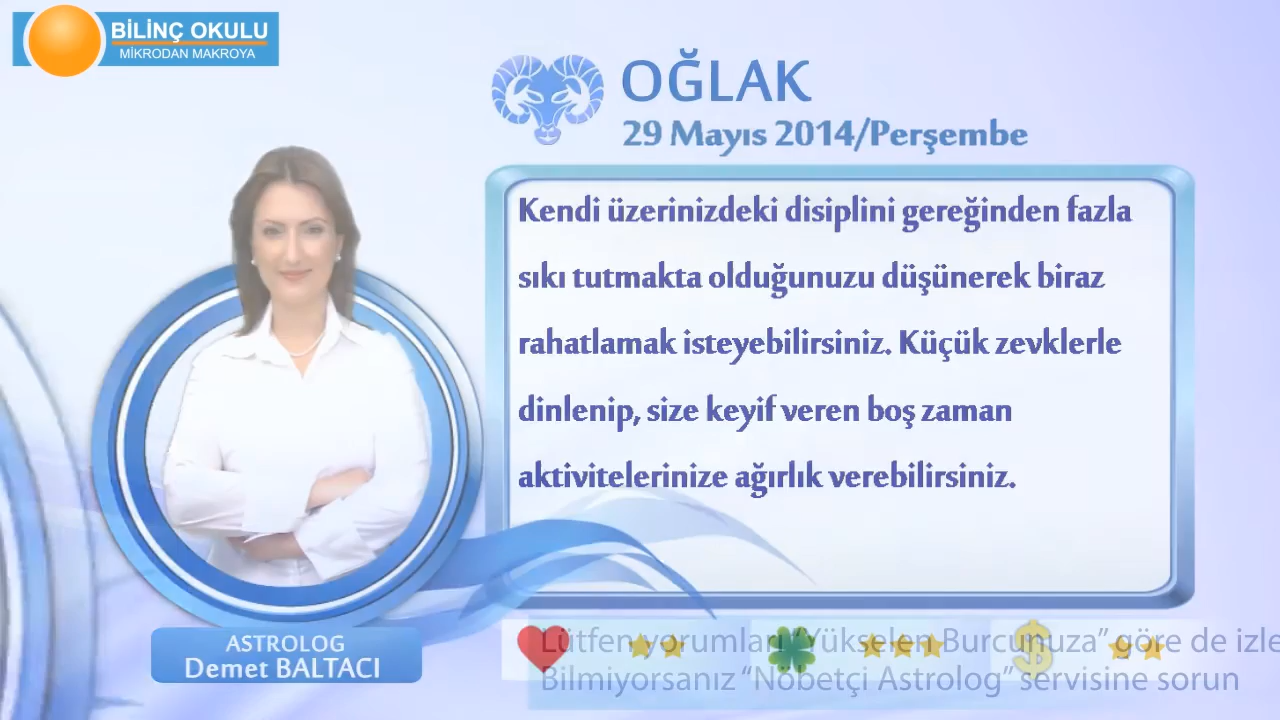 BİLİNÇ OKULU
MİKRODAN MAKROYA
OĞLAK
29 Mayıs 2014/Perşembe
Kendi üzerinizdeki disiplini gereğinden fazla
sıkı tutmakta olduğunuzu düşünerek biraz
rahatlamak isteyebilirsiniz. Küçük zevklerle
dinlenip, size keyif veren boş zaman
aktivitelerinize ağırlık verebilirsiniz.
ASTROLOG
Demet BALTACI
Lütfen yorumları "Yükselen Burcunuza" göre de izle
Bilmiyorsanız "Nöbetçi Astrolog" servisine sorun